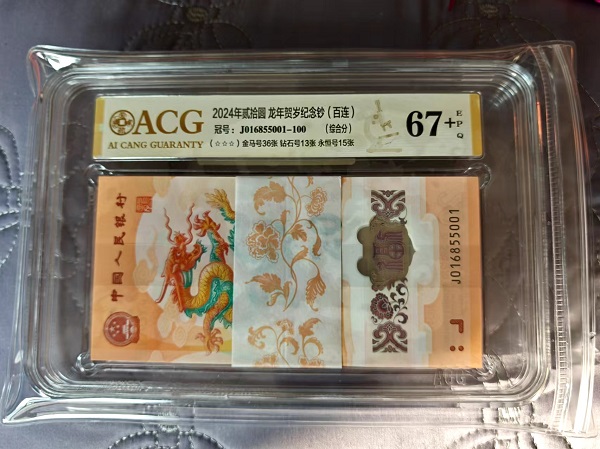 ACG
AI CANG GUARANTY
2024年贰拾圆 龙年贺岁纪念钞（百连）
冠号：J016855001-100 （综合分）
(☆☆☆) 金马号36张 钻石号13张 永恒号15张
67+
EPQ
中国人民银行
J016855001